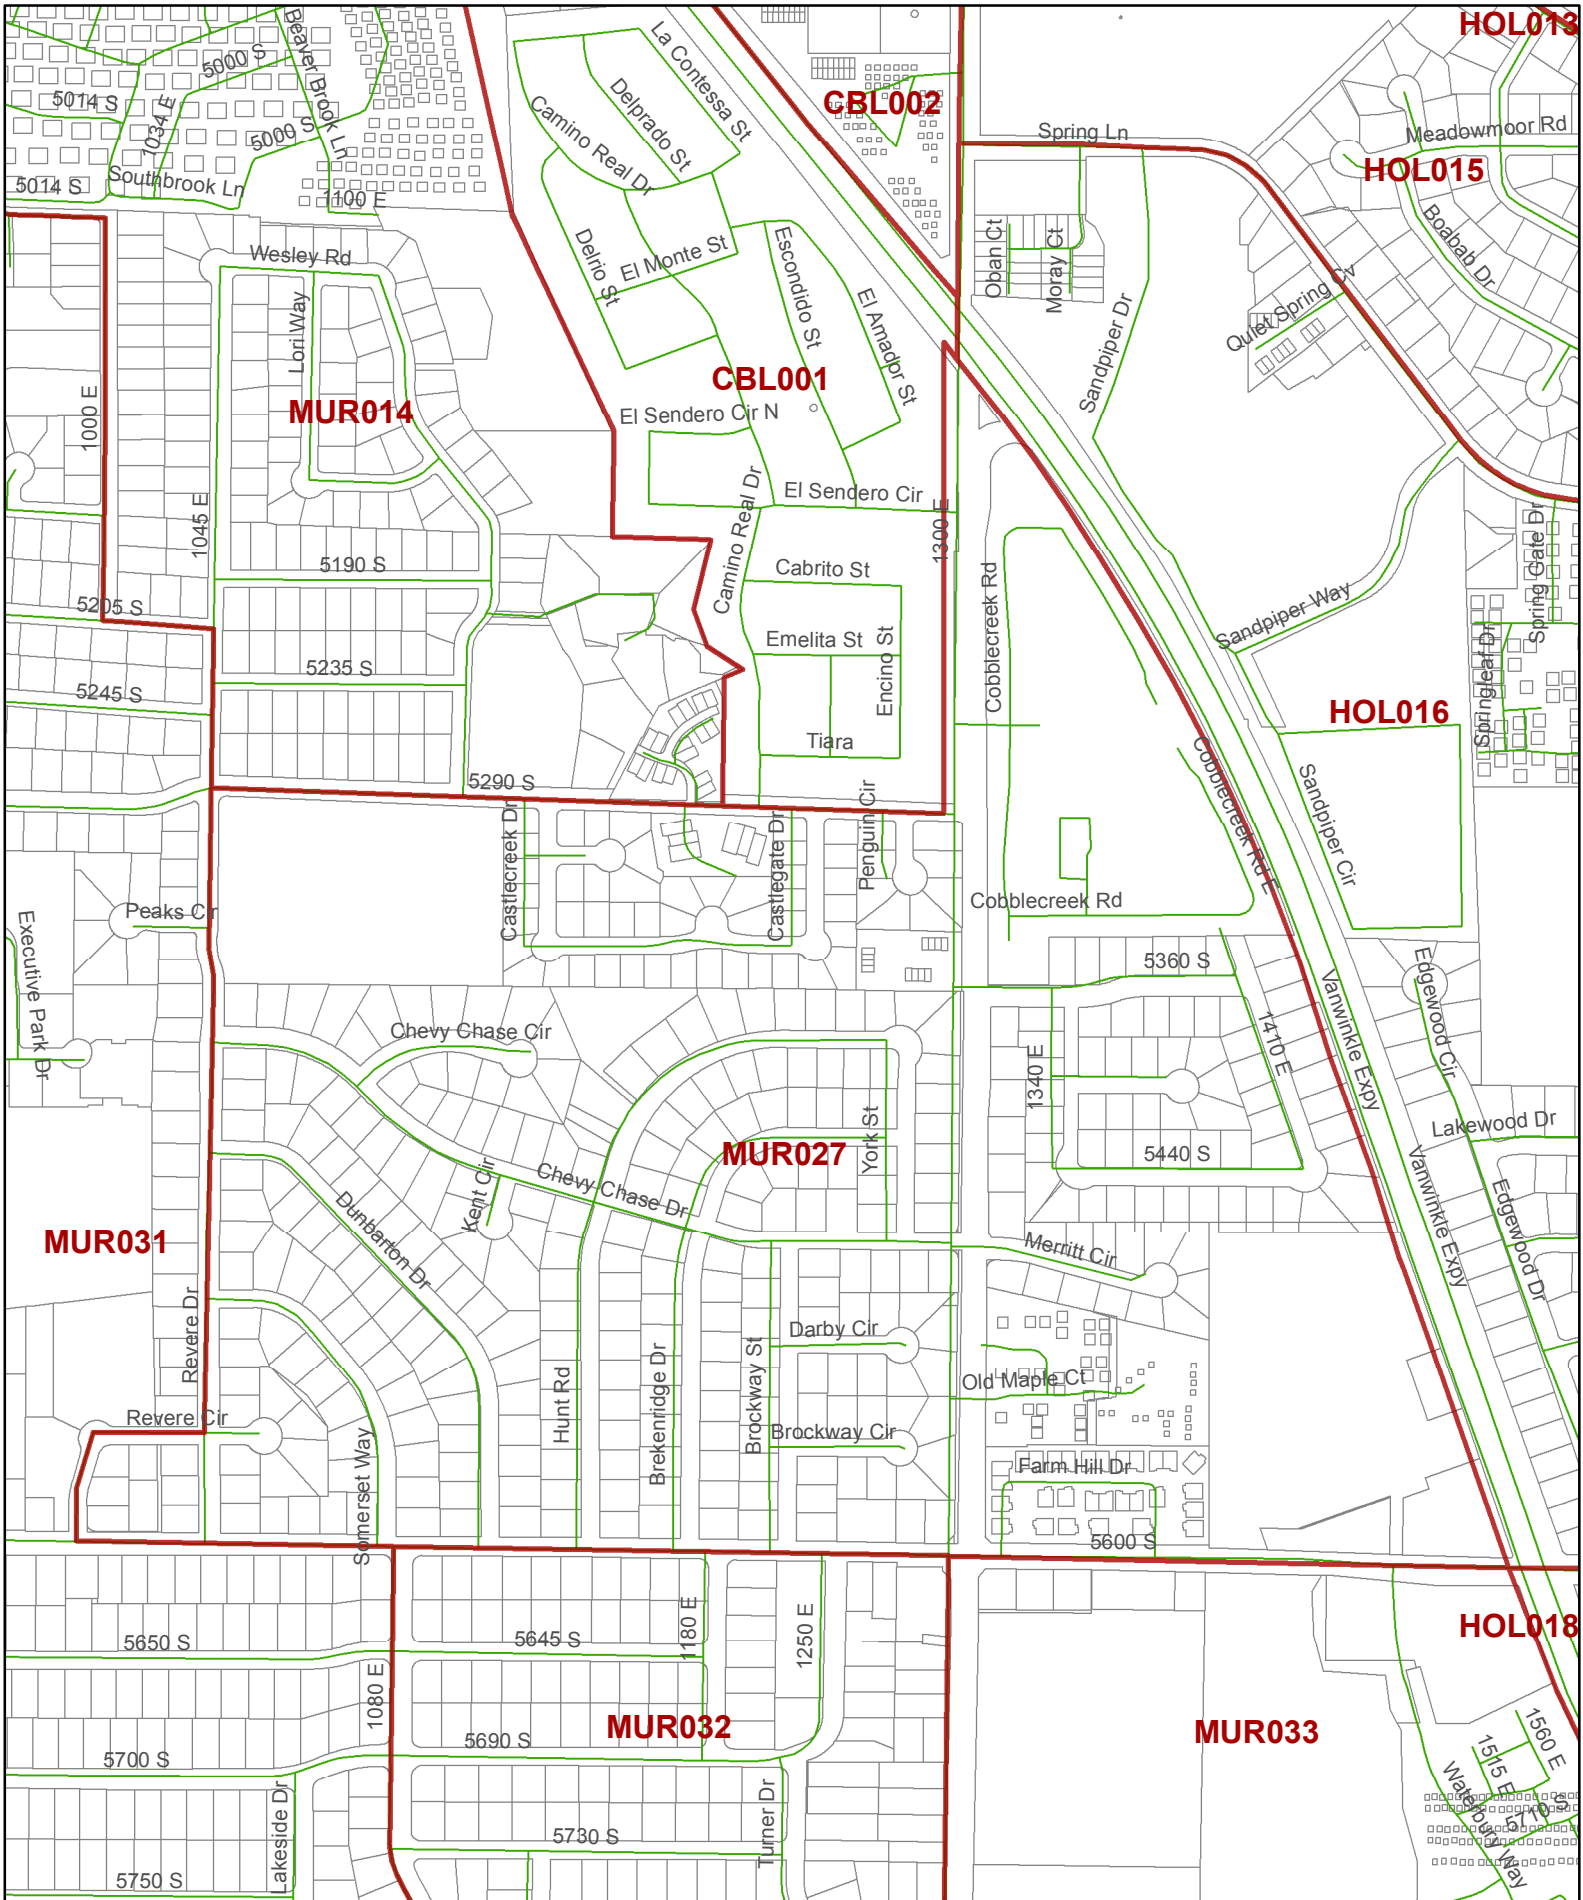 HOL013
Beaver Brook Ln
5000 S
La Contessa St
Delprado St
Camino Real Dr
CBL002
5014 S
1034 E
5000 S
Spring Ln
Meadowmoor Rd
HOL015
5014 S
Southbrook Ln
1100 E
Boabab Dr
Wesley Rd
Delrio St
El Monte St
Escondido St
Oban Ct
Moray Ct
Quiet Spring Cv
Lori Way
El Amador St
Sandpiper Dr
CBL001
MUR014
1000 E
El Sendero Cir N
El Sendero Cir
1045 E
Camino Real Dr
1300 E
Spring Gate Dr
5190 S
Cabrito St
Cobblecreek Rd
5205 S
Sandpiper Way
Emelita St
Encino St
5235 S
5245 S
Springleaf Dr
HOL016
Tiara
5290 S
Cobblecreek Rd E
Sandpiper Cir
Castlecreek Dr
Castlegate Dr
Penguin Cir
Peaks Cir
Cobblecreek Rd
Executive Park Dr
5360 S
Edgewood Cir
Vanwinkle Expy
Chevy Chase Cir
1340 E
1410 E
York St
Lakewood Dr
MUR027
5440 S
Kent Cir
Chevy Chase Dr
Vanwinkle Expy
Edgewood Dr
MUR031
Dunbarton Dr
Merritt Cir
Revere Dr
Darby Cir
Brockway St
Brekenridge Dr
Hunt Rd
Old Maple Ct
Revere Cir
Somerset Way
Brockway Cir
Farm Hill Dr
5600 S
1180 E
1250 E
HOL018
5650 S
5645 S
1080 E
MUR032
MUR033
5690 S
5700 S
1560 E
1515 E
Waterbury Way
5710 S
Lakeside Dr
Turner Dr
5730 S
5750 S